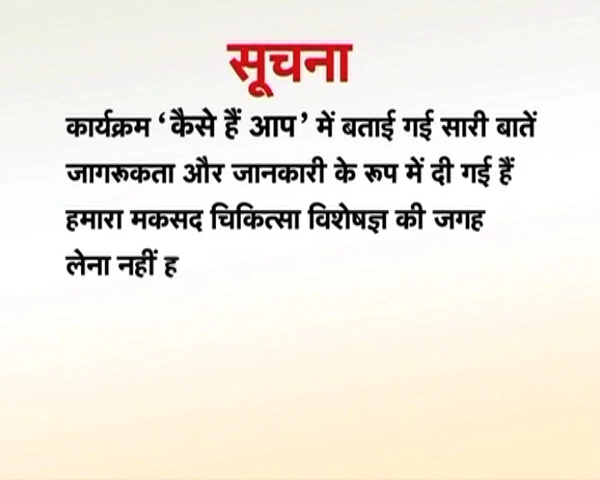 सूचना
कार्यक्रम ‘कैसे हैं आप’ में बताई गई सारी बातें
जागरूकता और जानकारी के रूप में दी गई हैं
हमारा मकसद चिकित्सा विशेषज्ञ की जगह
लेना नहीं ह